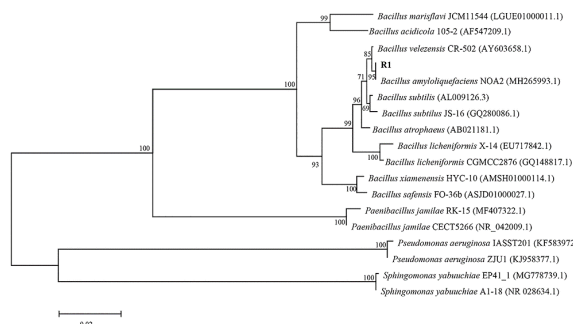 Bacillus marisflavi JCM11544 (LGUE01000011.1)
99
Bacillus acidicola 105-2 (AF547209.1)
Bacillus velezensis CR-502 (AY603658.1)
85
R1
95
Bacillus amyloliquefaciens NOA2 (MH265993.1)
71
100
Bacillus subtilis (AL009126.3)
96
69
Bacillus subtilus JS-16 (GQ280086.1)
99
Bacillus atrophaeus (AB021181.1)
Bacillus licheniformis X-14 (EU717842.1)
100
Bacillus licheniformis CGMCC2876 (GQ148817.1)
100
93
Bacillus xiamenensis HYC-10 (AMSH01000114.1)
100
Bacillus safensis FO-36b (ASJD01000027.1)
Paenibacillus jamilae RK-15 (MF407322.1)
100
Paenibacillus jamilae CECT5266 (NR_042009.1)
Pseudomonas aeruginosa IASST201 (KF583972
100
Pseudomonas aeruginosa ZJU1 (KJ958377.1)
Sphingomonas yabuuchiae EP41_1 (MG778739.1)
100
Sphingomonas yabuuchiae A1-18 (NR 028634.1)
0.02